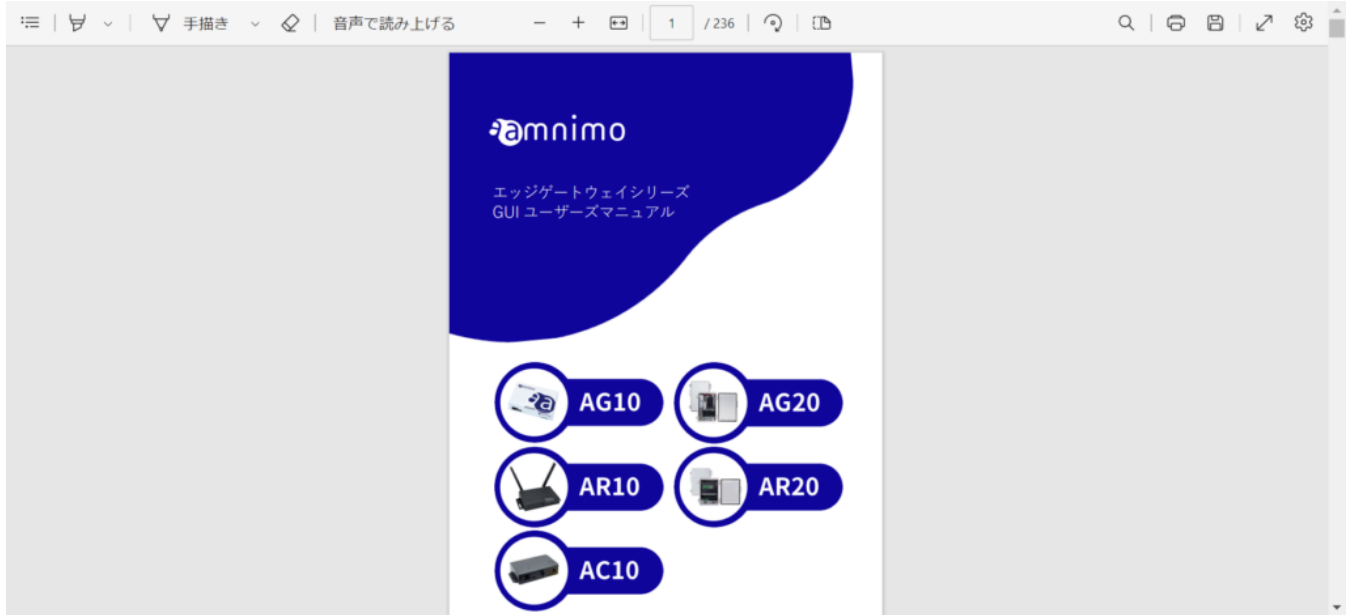 手描き 音声で読み上げる 1 / 236
amnimo
エッジゲートウェイシリーズ
GUI ユーザーズマニュアル
AG10 AG20
AR10 AR20
AC10